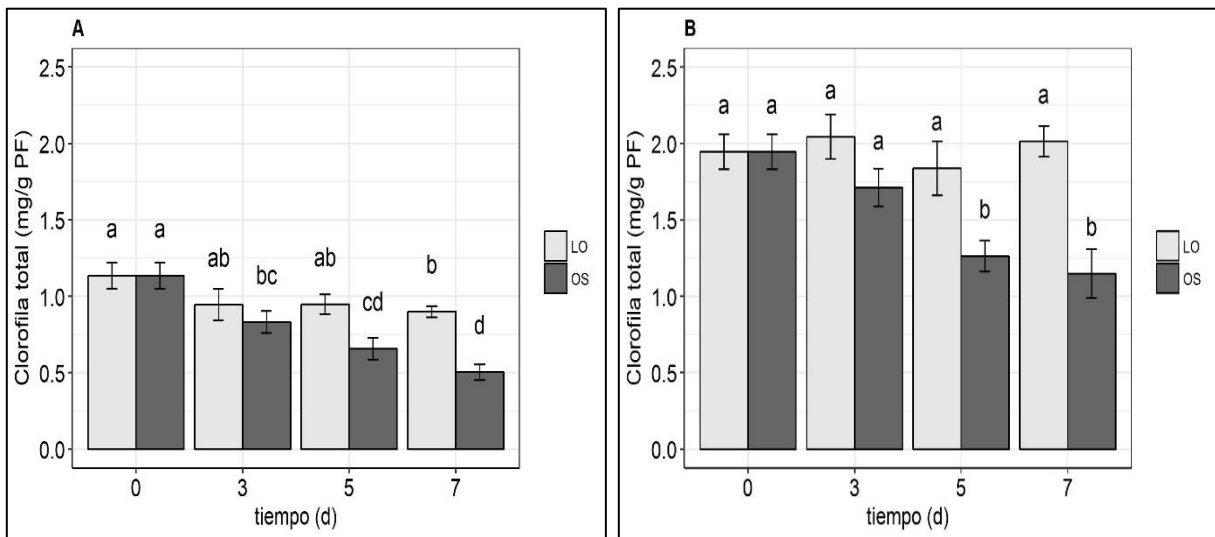 A
Clorofila total (mg/g PF)
2.5
2.0
1.5
1.0
0.5
0.0
a a ab bc ab cd b d
0 3 5 7
tiempo (d)
LO
OS
B
Clorofila total (mg/g PF)
2.5
2.0
1.5
1.0
0.5
0.0
a a a a a b a b
0 3 5 7
tiempo (d)
LO
OS